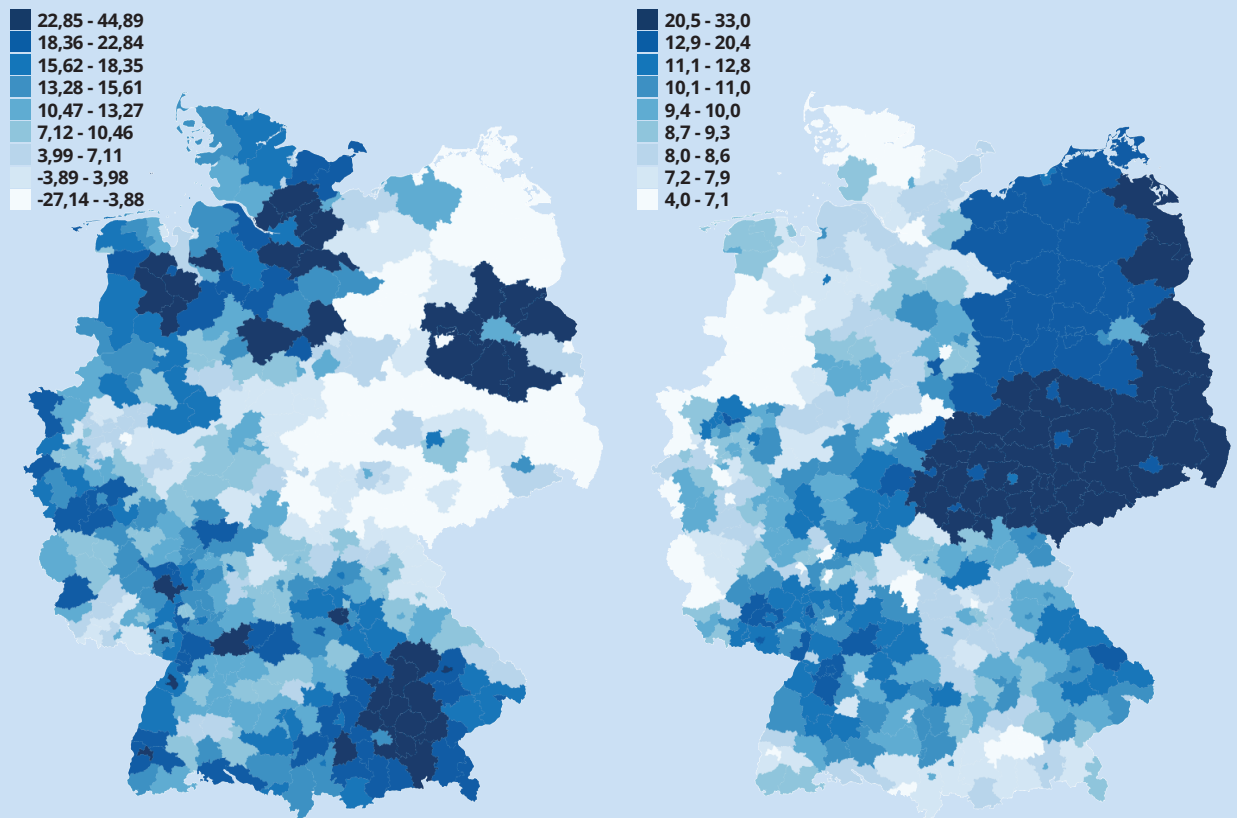 22,85 - 44,89
18,36 - 22,84
15,62 - 18,35
13,28 - 15,61
10,47 - 13,27
7,12 - 10,46
3,99 - 7,11
-3,89 - 3,98
-27,14 - -3,88
20,5 - 33,0
12,9 - 20,4
11,1 - 12,8
10,1 - 11,0
9,4 - 10,0
8,7 - 9,3
8,0 - 8,6
7,2 - 7,9
4,0 - 7,1